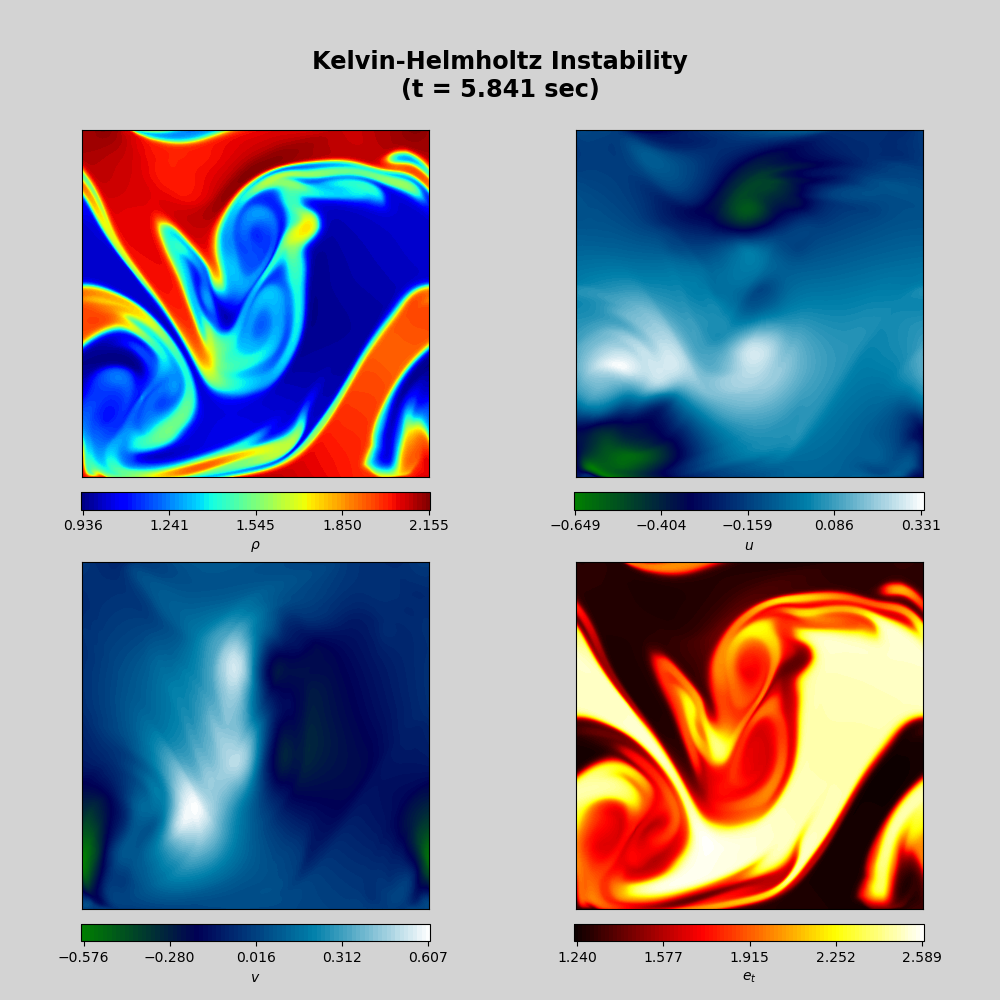 Kelvin-Helmholtz Instability
(t = 5.841 sec)
0.936 1.241 1.545 1.850 2.155
ρ
−0.649 −0.404 −0.159 0.086 0.331
u
−0.576 −0.280 0.016 0.312 0.607
v
1.240 1.577 1.915 2.252 2.589
eₜ